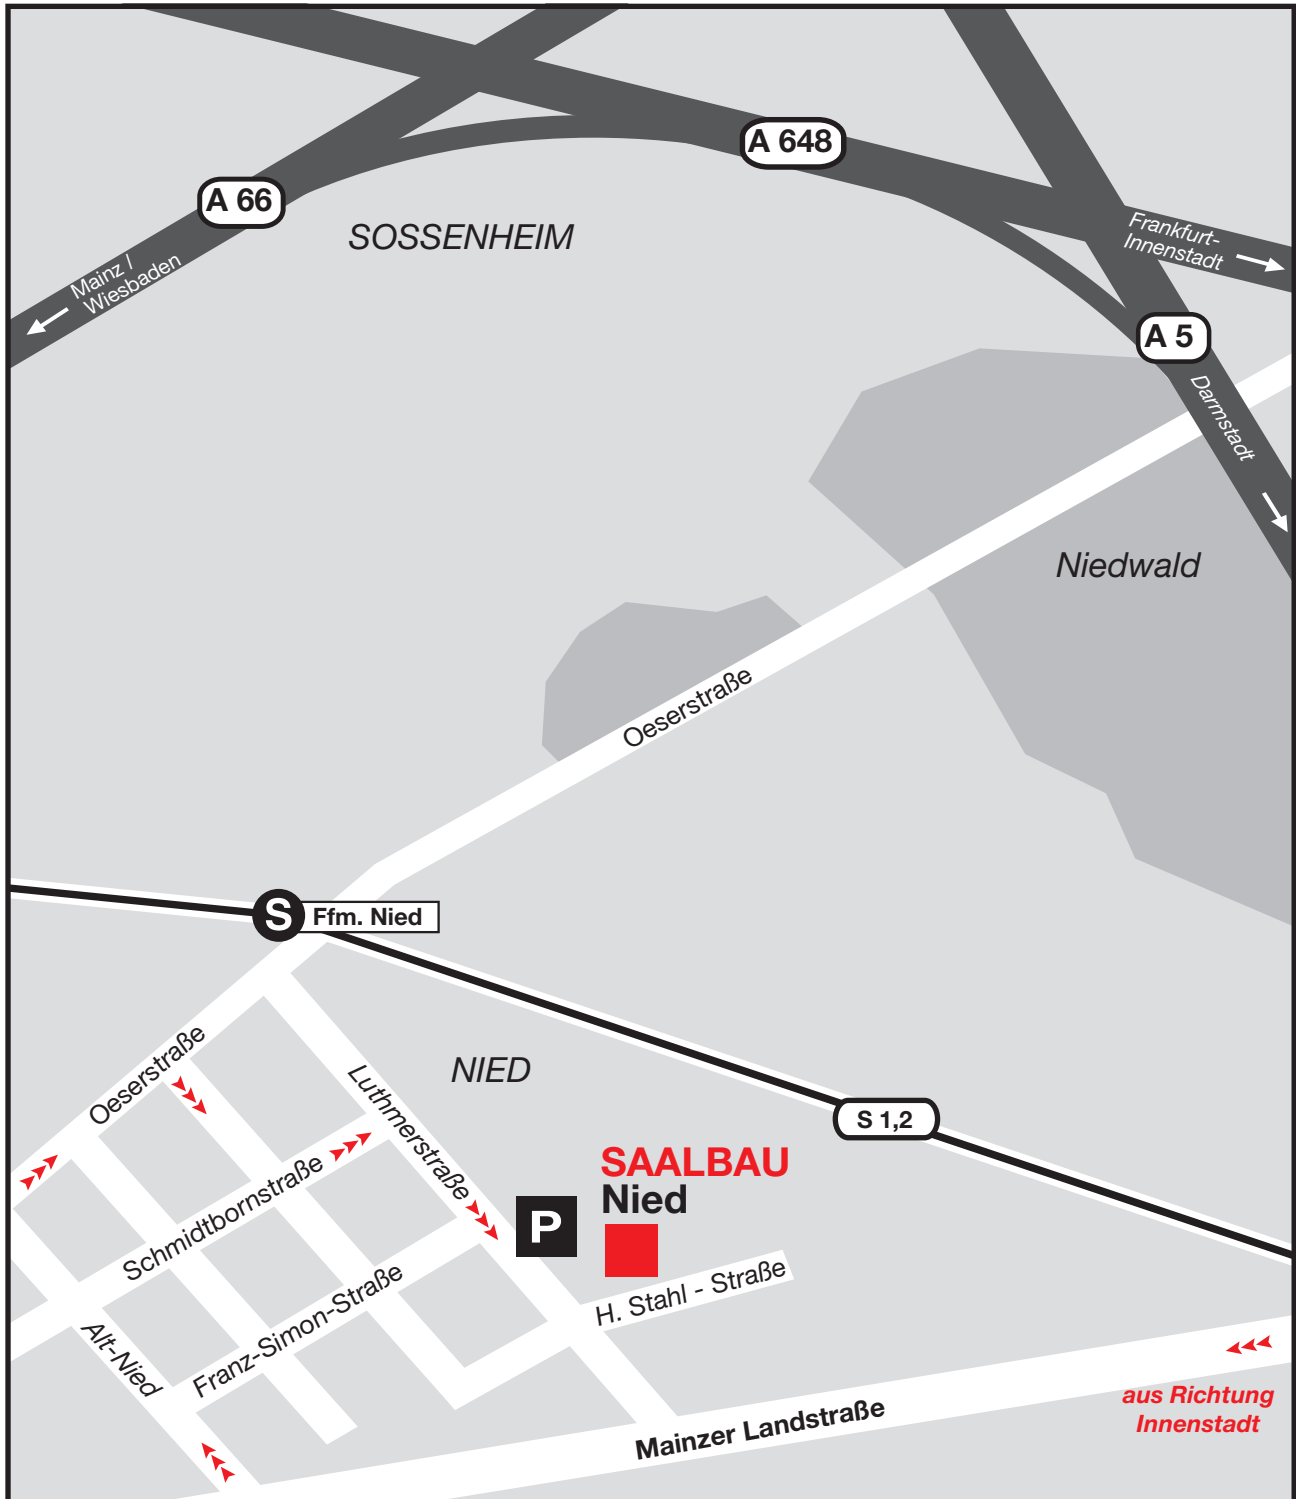 A 648
A 66
SOSSENHEIM
Frankfurt-
Innenstadt
Mainz /
Wiesbaden
A 5
Darmstadt
Niedwald
Oeserstraße
S
Ffm. Nied
Oeserstraße
NIED
Luthmerstraße
S 1,2
SAALBAU
Nied
P
Schmidtbornstraße
H. Stahl - Straße
Franz-Simon-Straße
Alt-Nied
Mainzer Landstraße
aus Richtung
Innenstadt